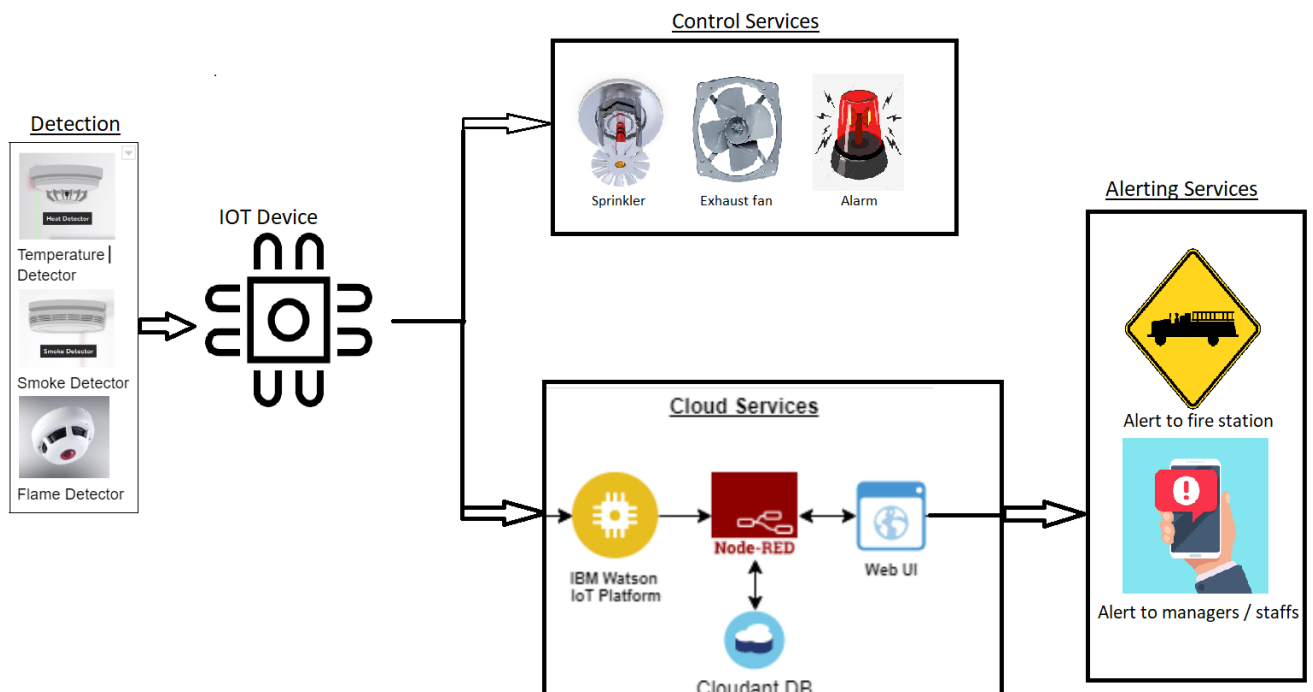 Control Services
Sprinkler
Exhaust fan
Alarm
Detection
Heat Detector
Temperature
Detector
Smoke Detector
Smoke Detector
Flame Detector
IOT Device
Cloud Services
IBM Watson
IoT Platform
Node-RED
Web UI
Cloudant DB
Alerting Services
Alert to fire station
Alert to managers / staffs